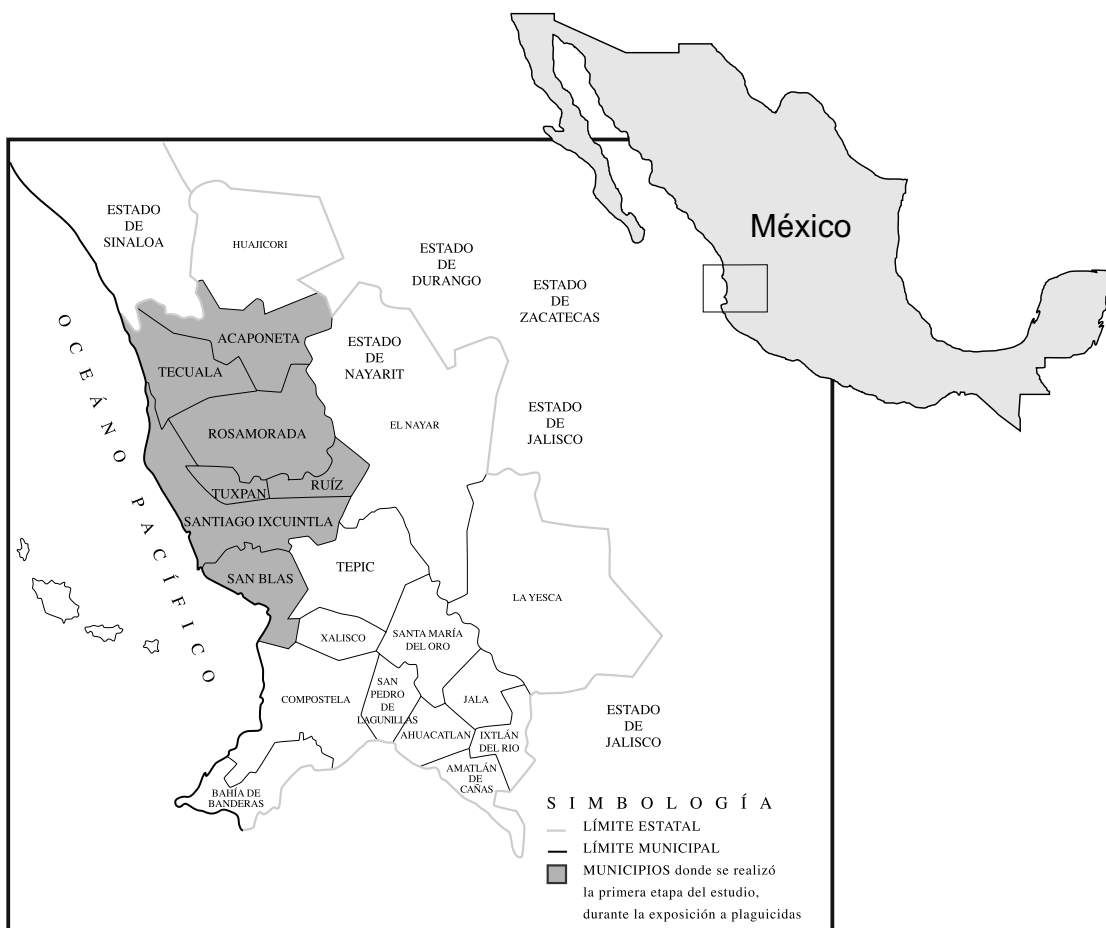 México
ESTADO
DE
SINALOA
HUAJICORI
ESTADO
DE
DURANGO
ESTADO
DE
ZACATECAS
ACAPONETA
ESTADO
DE
NAYARIT
TECUALA
ESTADO
DE
JALISCO
EL NAYAR
ROSAMORADA
RUÍZ
TUXPAN
SANTIAGO IXCUINTLA
OCEÁNO PACÍFICO
TEPIC
SAN BLAS
LA YESCA
XALISCO
SANTA MARÍA
DEL ORO
SAN
PEDRO
DE
LAGUNILLAS
COMPOSTELA
JALA
ESTADO
DE
JALISCO
AHUACATLAN
IXTLÁN
DEL RIO
AMATLÁN
DE
CAÑAS
BAHÍA DE
BANDERAS
SIMBOLOGÍA
LÍMITE ESTATAL
LÍMITE MUNICIPAL
MUNICIPIOS donde se realizó
la primera etapa del estudio,
durante la exposición a plaguicidas